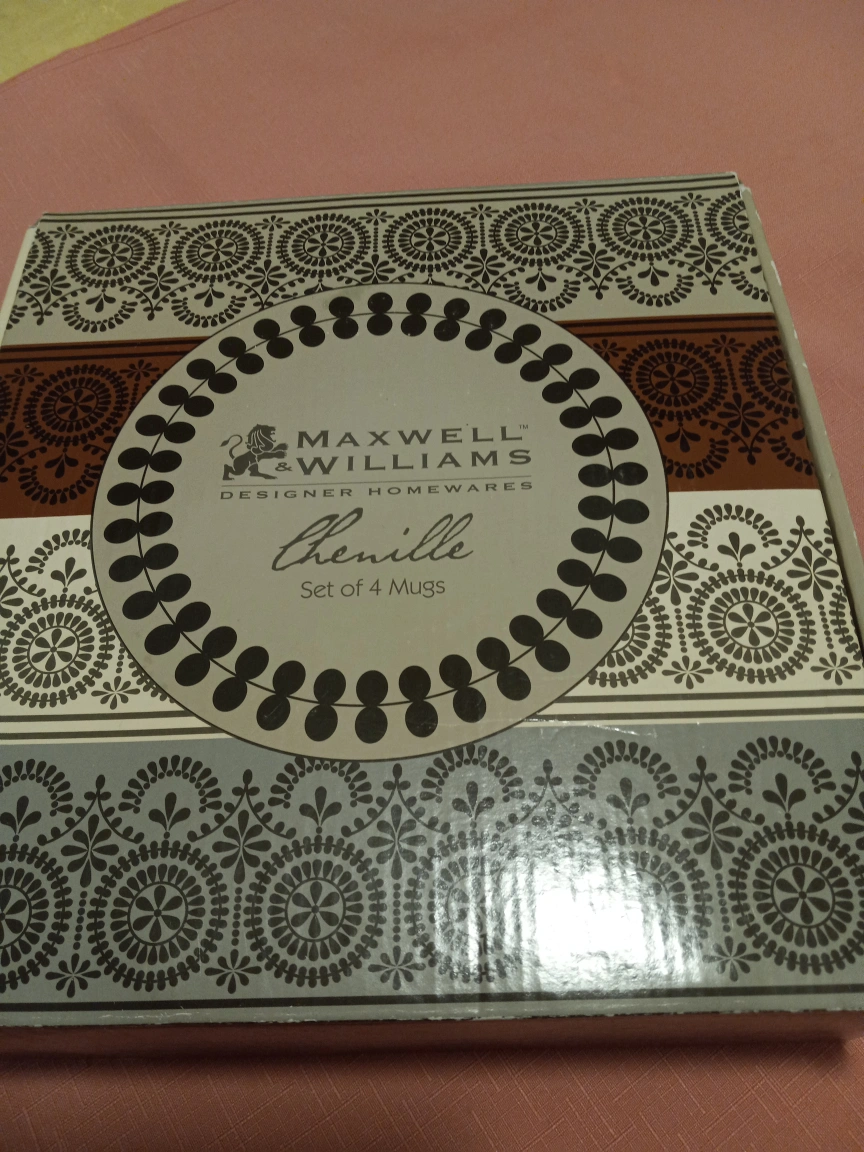 MAXWELL™
& WILLIAMS
DESIGNER HOMEWARES
Chenille
Set of 4 Mugs